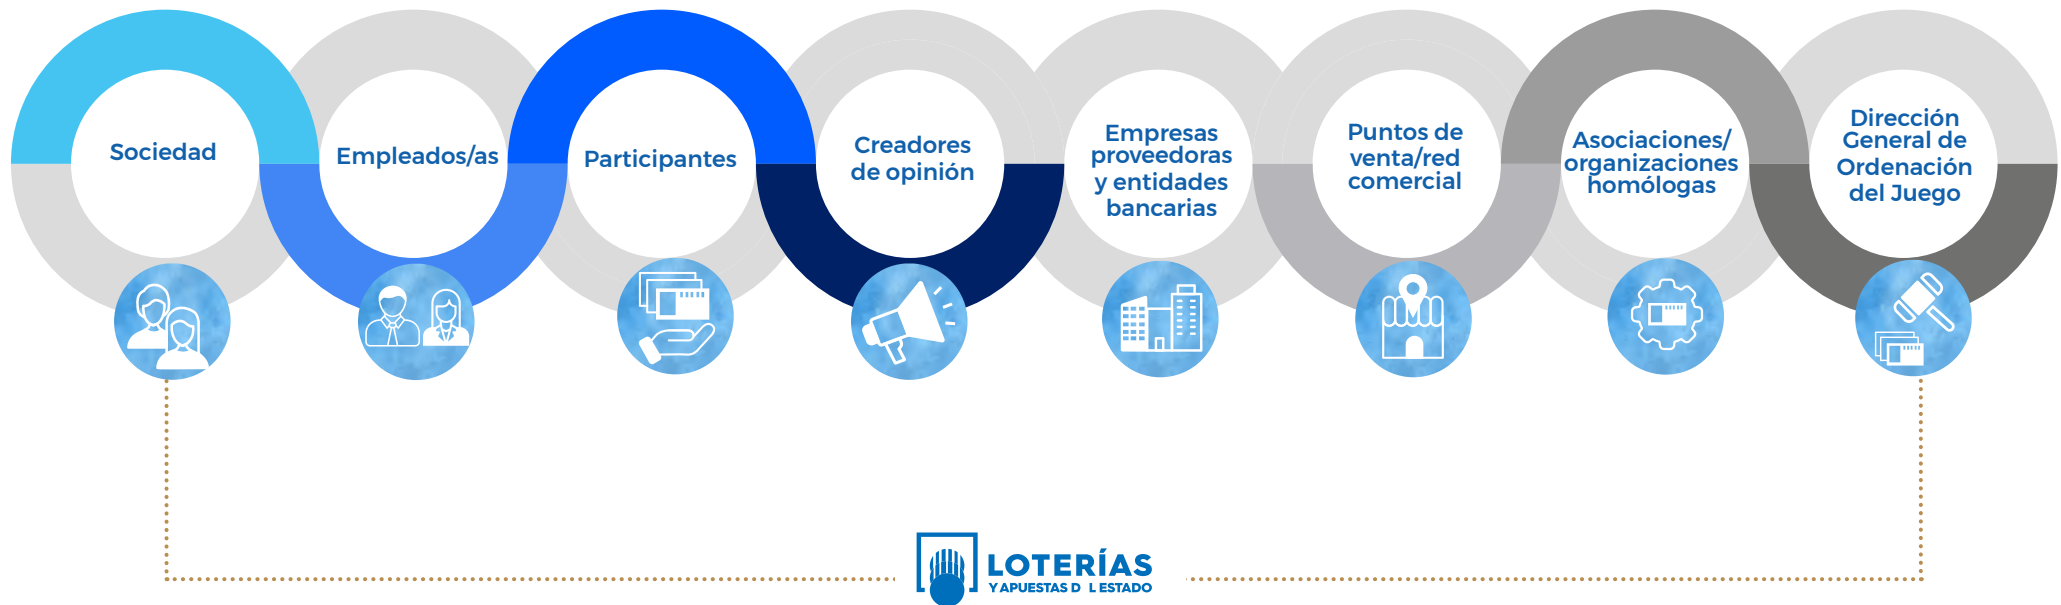 Sociedad
Empleados/as
Participantes
Creadores
de opinión
Empresas
proveedoras
y entidades
bancarias
Puntos de
venta/red
comercial
Asociaciones/
organizaciones
homólogas
Dirección
General de
Ordenación
del Juego
LOTERÍAS
Y APUESTAS D L ESTADO